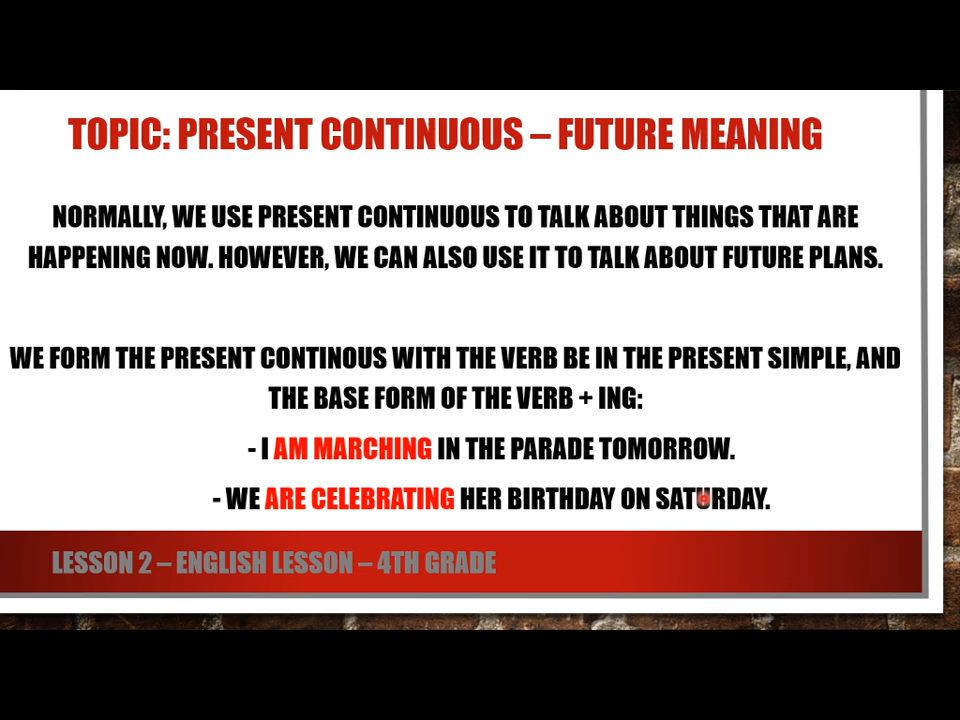 TOPIC: PRESENT CONTINUOUS – FUTURE MEANING
NORMALLY, WE USE PRESENT CONTINUOUS TO TALK ABOUT THINGS THAT ARE
HAPPENING NOW. HOWEVER, WE CAN ALSO USE IT TO TALK ABOUT FUTURE PLANS.
WE FORM THE PRESENT CONTINOUS WITH THE VERB BE IN THE PRESENT SIMPLE, AND
THE BASE FORM OF THE VERB + ING:
- I AM MARCHING IN THE PARADE TOMORROW.
- WE ARE CELEBRATING HER BIRTHDAY ON SATURDAY.
LESSON 2 – ENGLISH LESSON – 4TH GRADE